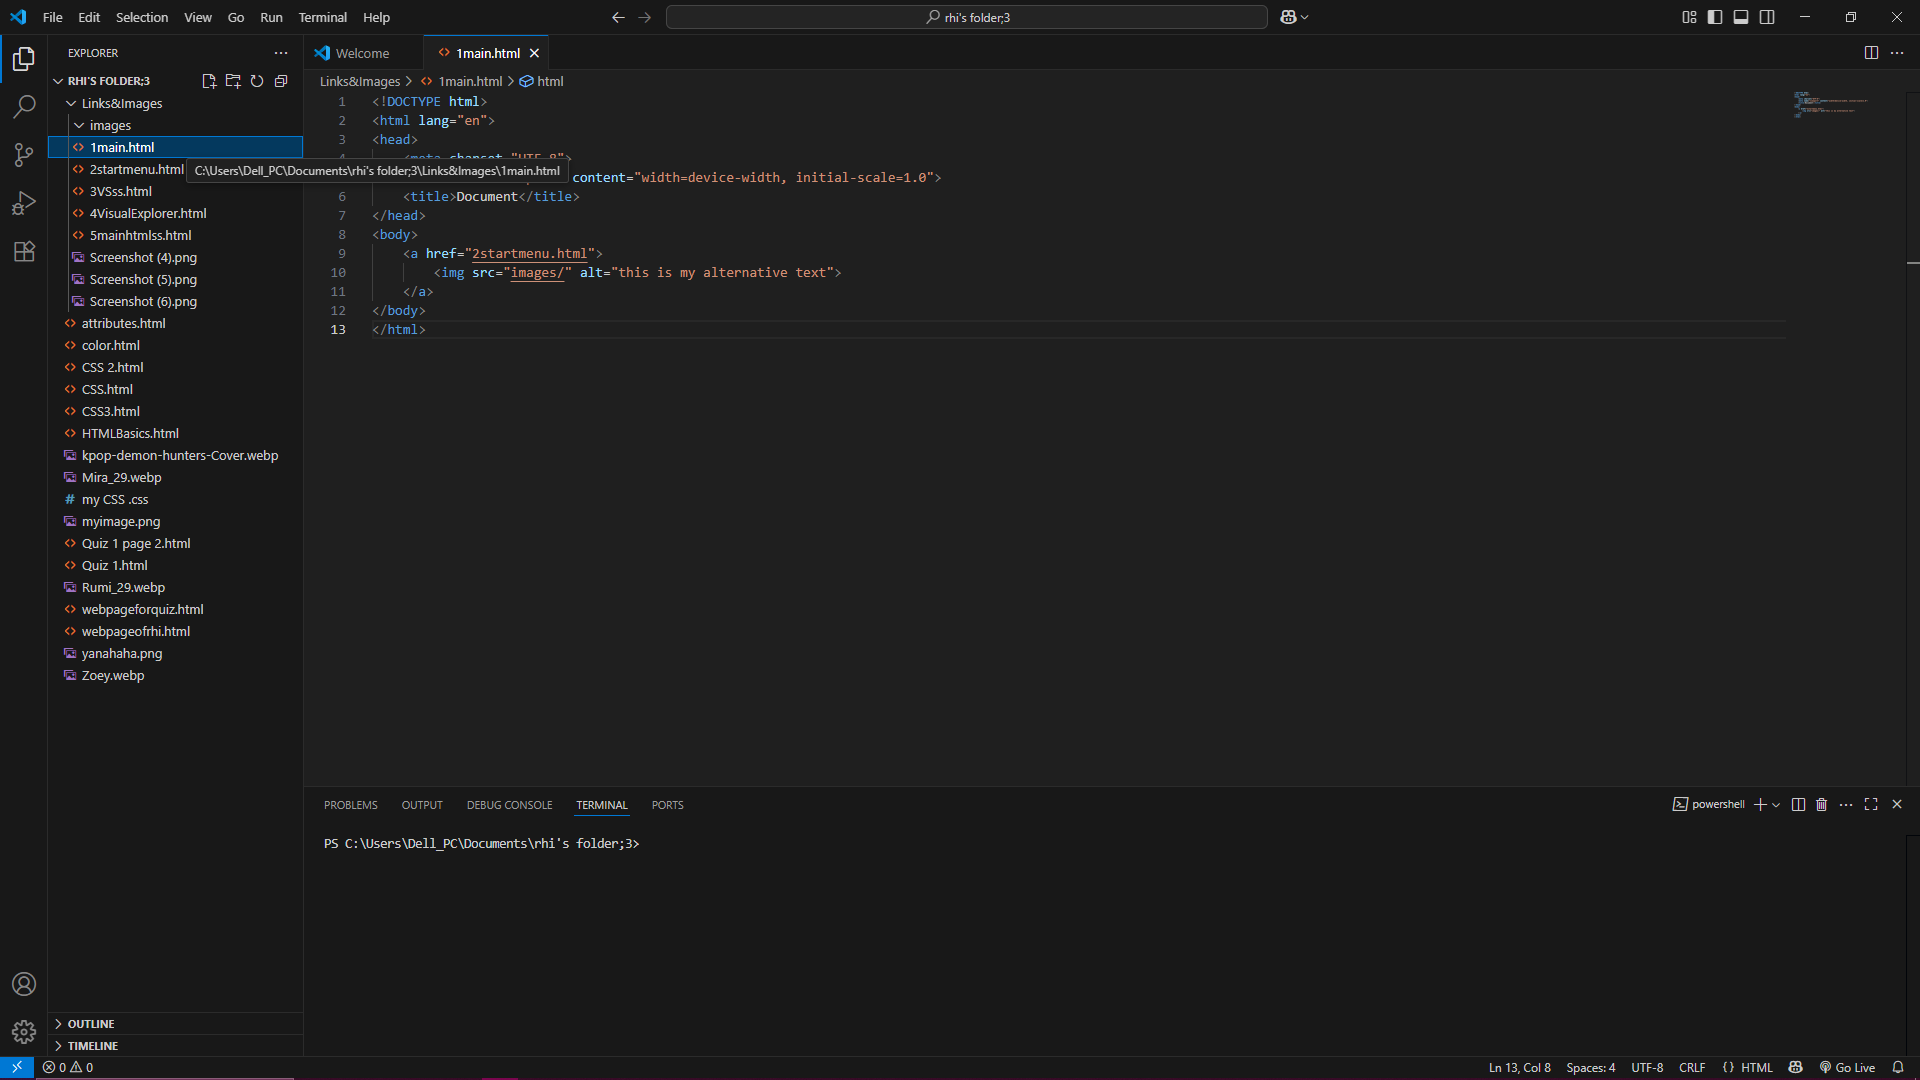 File Edit Selection View Go Run Terminal Help
rhi's folder;3
EXPLORER
RHI'S FOLDER;3
Links&Images
images
1main.html
2startmenu.html
3VSss.html
4VisualExplorer.html
5mainhtmlss.html
Screenshot (4).png
Screenshot (5).png
Screenshot (6).png
attributes.html
color.html
CSS 2.html
CSS.html
CSS3.html
HTMLBasics.html
kpop-demon-hunters-Cover.webp
Mira_29.webp
my CSS .css
myimage.png
Quiz 1 page 2.html
Quiz 1.html
Rumi_29.webp
webpageforquiz.html
webpageofrhi.html
yanahaha.png
Zoey.webp
OUTLINE
TIMELINE
Welcome 1main.html
Links&Images > 1main.html > html
1 <!DOCTYPE html>
2 <html lang="en">
3 <head>
<meta charset="UTF-8">
C:\Users\Dell_PC\Documents\rhi's folder;3\Links&Images\1main.html
content="width=device-width, initial-scale=1.0">
6 <title>Document</title>
7 </head>
8 <body>
9 <a href="2startmenu.html">
10 <img src="images/" alt="this is my alternative text">
11 </a>
12 </body>
13 </html>
PROBLEMS OUTPUT DEBUG CONSOLE TERMINAL PORTS
powershell
PS C:\Users\Dell_PC\Documents\rhi's folder;3>
0 0
Ln 13, Col 8 Spaces: 4 UTF-8 CRLF {} HTML Go Live